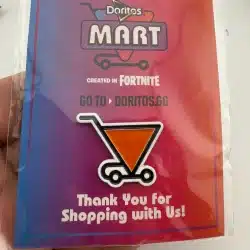 Doritos
MART
CREATED IN FORTNITE
GO TO > DORITOS.GG
Thank You for
Shopping with Us!